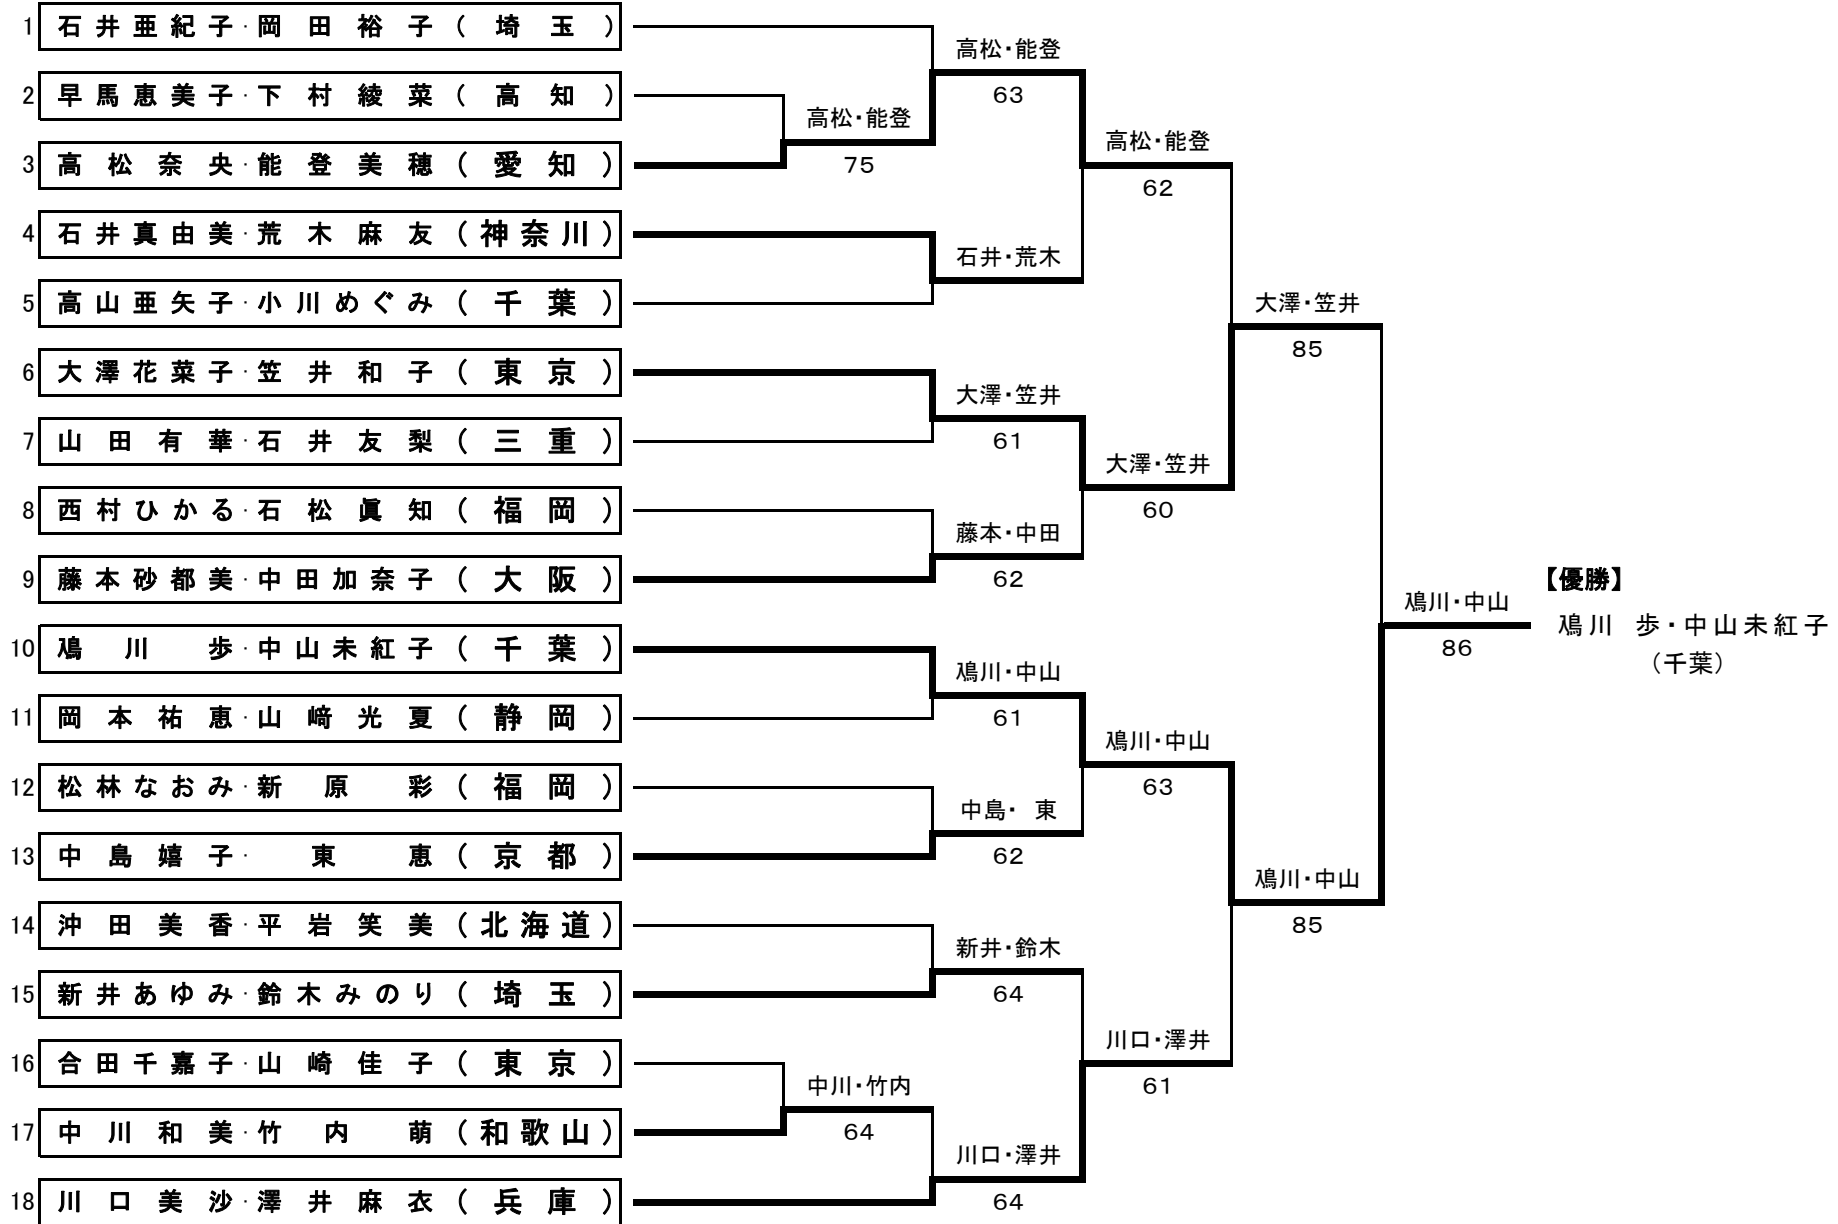 1 石井亜紀子・岡田裕子(埼玉)
高松・能登
2 早馬恵美子・下村綾菜(高知)
63
高松・能登
高松・能登
3 高松奈央・能登美穂(愛知)
75
62
4 石井真由美・荒木麻友(神奈川)
石井・荒木
5 高山亜矢子・小川めぐみ(千葉)
大澤・笠井
85
6 大澤花菜子・笠井和子(東京)
大澤・笠井
7 山田有華・石井友梨(三重)
61
大澤・笠井
8 西村ひかる・石松眞知(福岡)
60
藤本・中田
9 藤本砂都美・中田加奈子(大阪)
62
【優勝】
鳰川・中山
鳰川 歩・中山未紅子
10 鳰川歩・中山未紅子(千葉)
86
(千葉)
鳰川・中山
11 岡本祐恵・山﨑光夏(静岡)
61
鳰川・中山
12 松林なおみ・新原彩(福岡)
63
中島・ 東
13 中島嬉子・東恵(京都)
62
鳰川・中山
14 沖田美香・平岩笑美(北海道)
85
新井・鈴木
15 新井あゆみ・鈴木みのり(埼玉)
64
川口・澤井
16 合田千嘉子・山崎佳子(東京)
61
中川・竹内
17 中川和美・竹内萌(和歌山)
64
川口・澤井
18 川口美沙・澤井麻衣(兵庫)
64